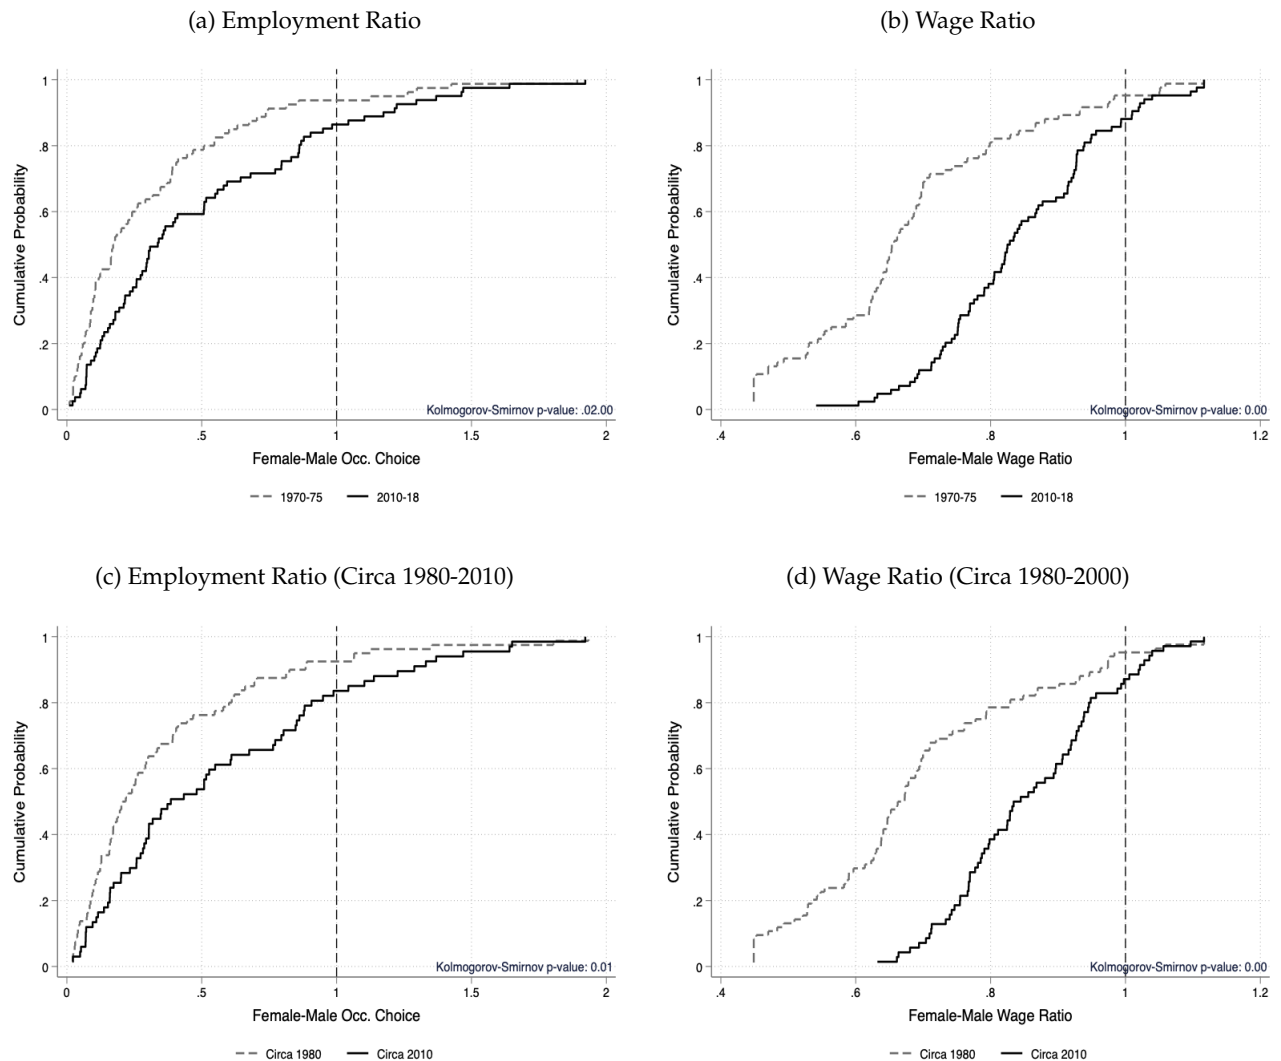 (a) Employment Ratio
1
.8
.6
.4
.2
0
Cumulative Probability
Kolmogorov-Smirnov p-value: .02.00
0 .5 1 1.5 2
Female-Male Occ. Choice
1970-75 2010-18
(b) Wage Ratio
1
.8
.6
.4
.2
0
Cumulative Probability
Kolmogorov-Smirnov p-value: 0.00
.4 .6 .8 1 1.2
Female-Male Wage Ratio
1970-75 2010-18
(c) Employment Ratio (Circa 1980-2010)
1
.8
.6
.4
.2
0
Cumulative Probability
Kolmogorov-Smirnov p-value: 0.01
0 .5 1 1.5 2
Female-Male Occ. Choice
Circa 1980 Circa 2010
(d) Wage Ratio (Circa 1980-2000)
1
.8
.6
.4
.2
0
Cumulative Probability
Kolmogorov-Smirnov p-value: 0.00
.4 .6 .8 1 1.2
Female-Male Wage Ratio
Circa 1980 Circa 2010